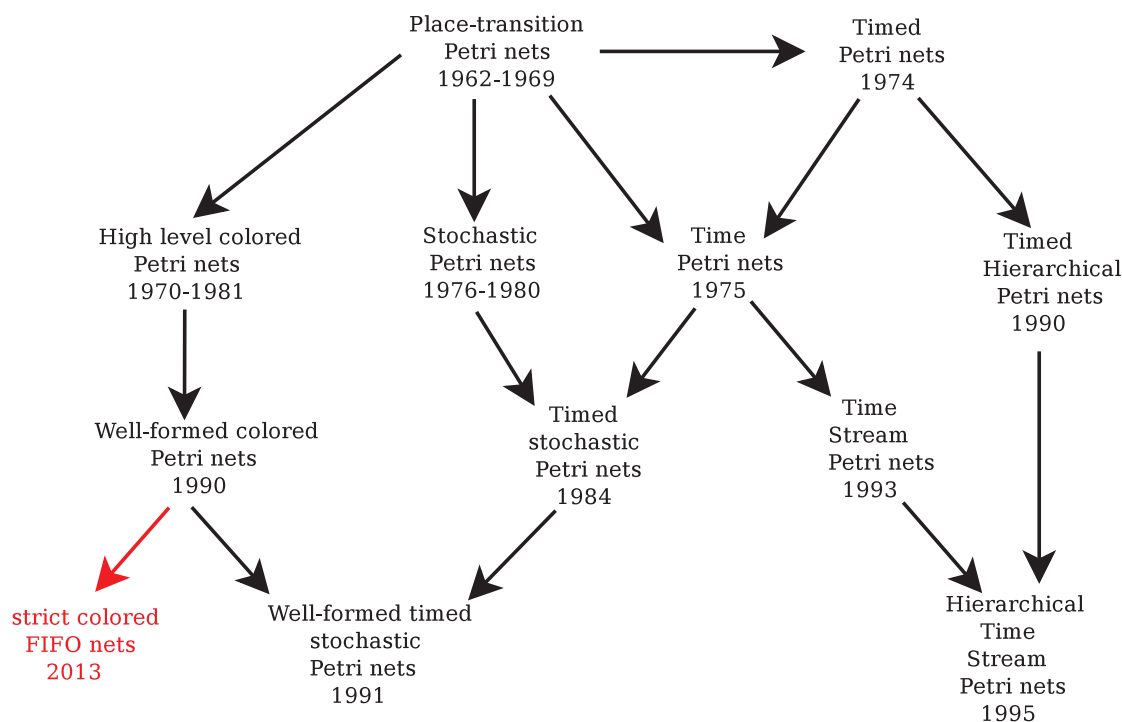 Place-transition
Petri nets
1962-1969
Timed
Petri nets
1974
High level colored
Petri nets
1970-1981
Stochastic
Petri nets
1976-1980
Time
Petri nets
1975
Timed
Hierarchical
Petri nets
1990
Well-formed colored
Petri nets
1990
Timed
stochastic
Petri nets
1984
Time
Stream
Petri nets
1993
strict colored
FIFO nets
2013
Well-formed timed
stochastic
Petri nets
1991
Hierarchical
Time
Stream
Petri nets
1995